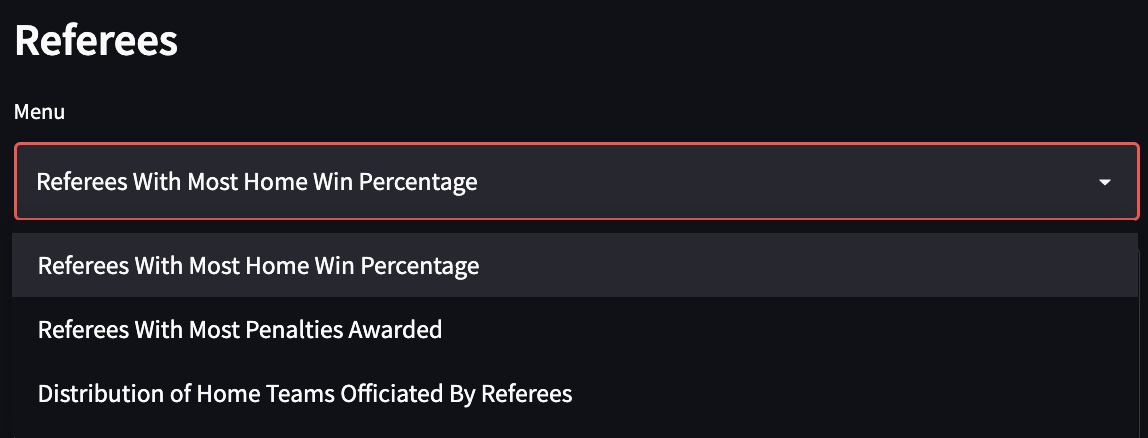 Referees
Menu
Referees With Most Home Win Percentage
Referees With Most Home Win Percentage
Referees With Most Penalties Awarded
Distribution of Home Teams Officiated By Referees